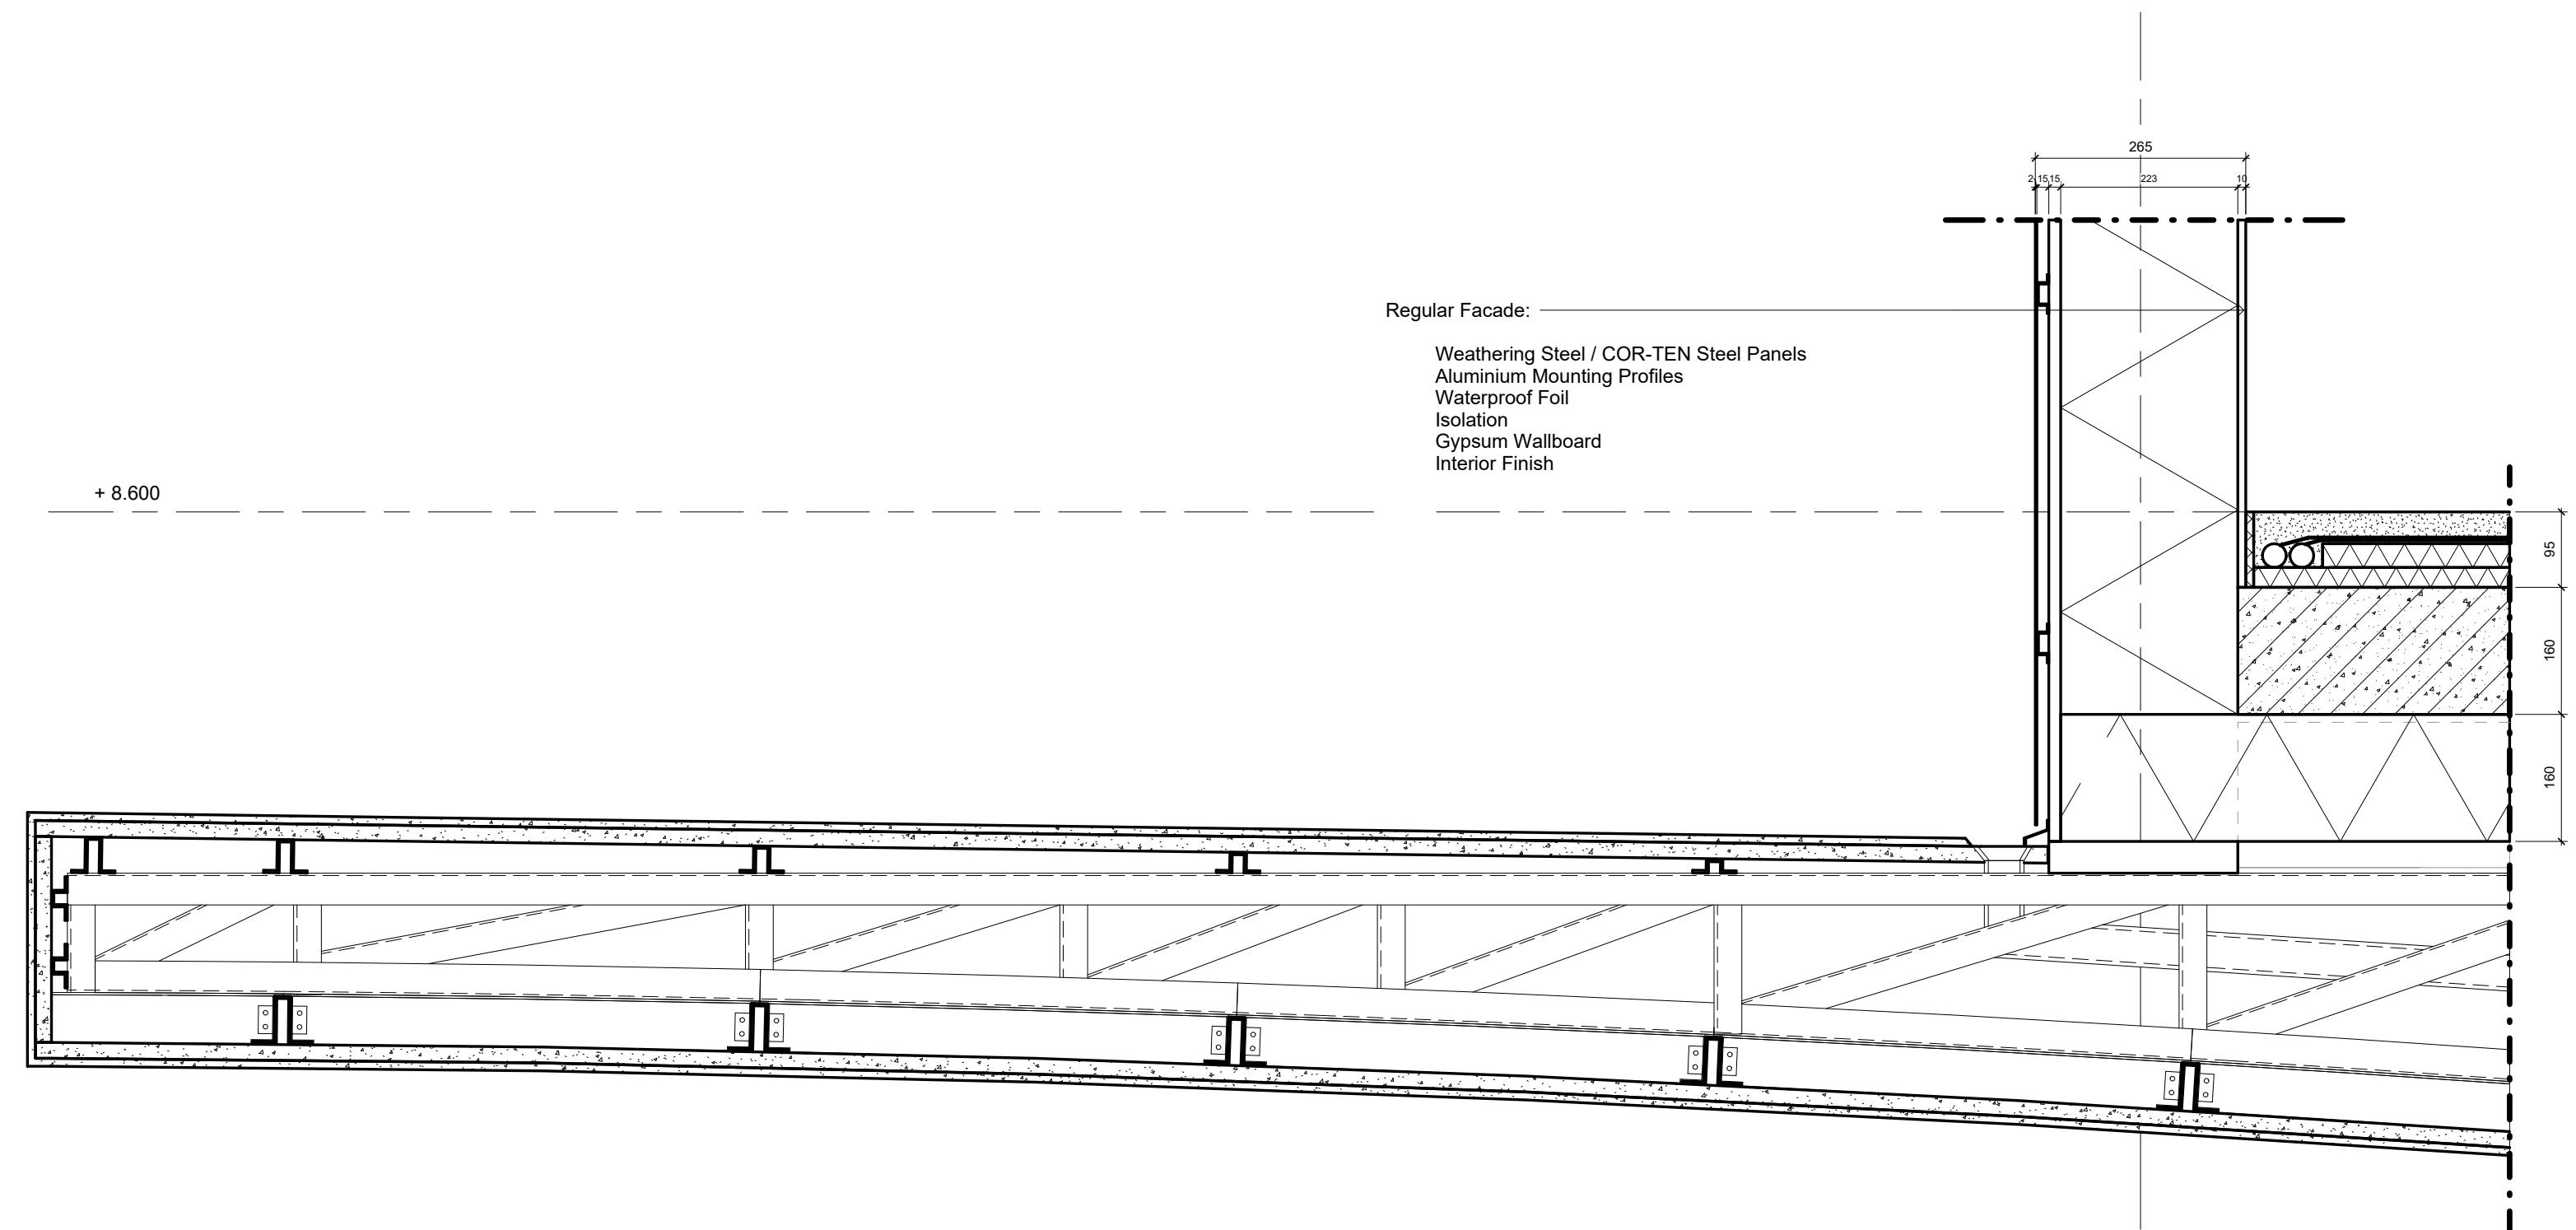 265
2 15 15 223 10
Regular Facade:
Weathering Steel / COR-TEN Steel Panels
Aluminium Mounting Profiles
Waterproof Foil
Isolation
Gypsum Wallboard
Interior Finish
+ 8.600
95
160
160